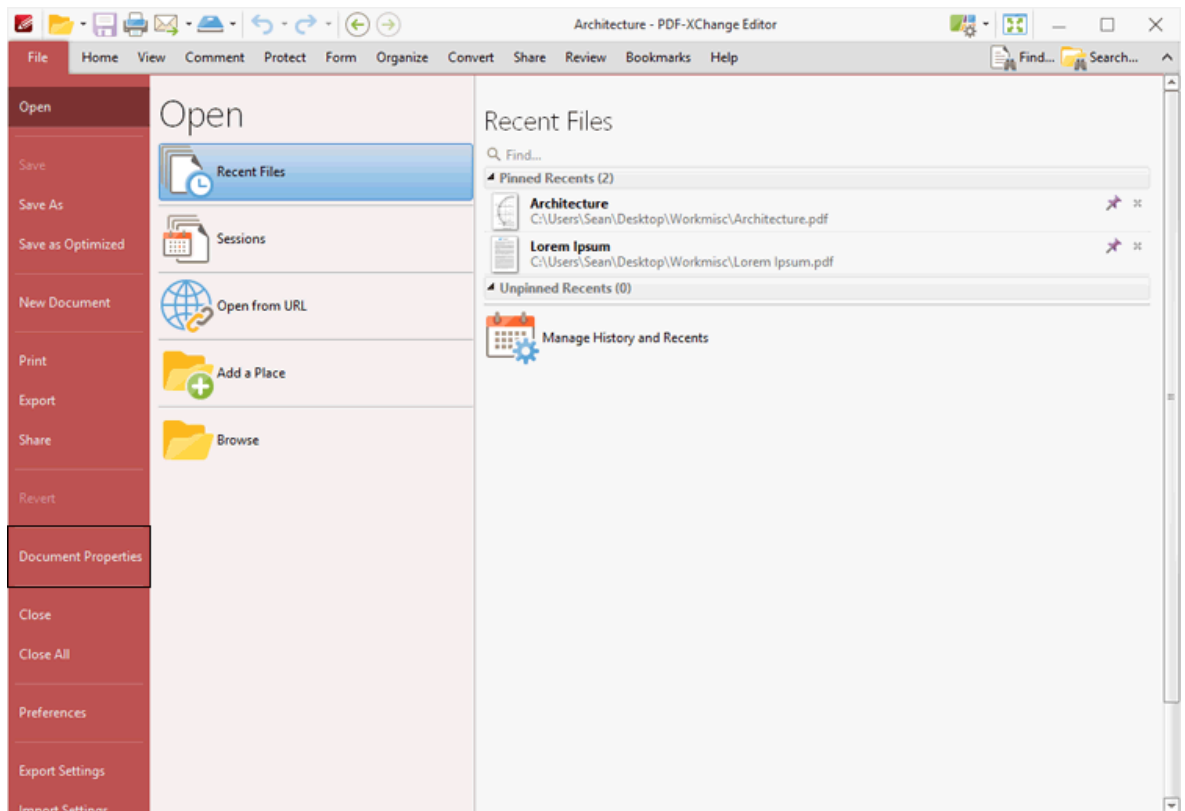 Architecture - PDF-XChange Editor
File Home View Comment Protect Form Organize Convert Share Review Bookmarks Help Find... Search...
Open
Save
Save As
Save as Optimized
New Document
Print
Export
Share
Revert
Document Properties
Close
Close All
Preferences
Export Settings
Import Settings
Open
Recent Files
Sessions
Open from URL
Add a Place
Browse
Recent Files
Find...
Pinned Recents (2)
Architecture
C:\Users\Sean\Desktop\Workmisc\Architecture.pdf
Lorem Ipsum
C:\Users\Sean\Desktop\Workmisc\Lorem Ipsum.pdf
Unpinned Recents (0)
Manage History and Recents